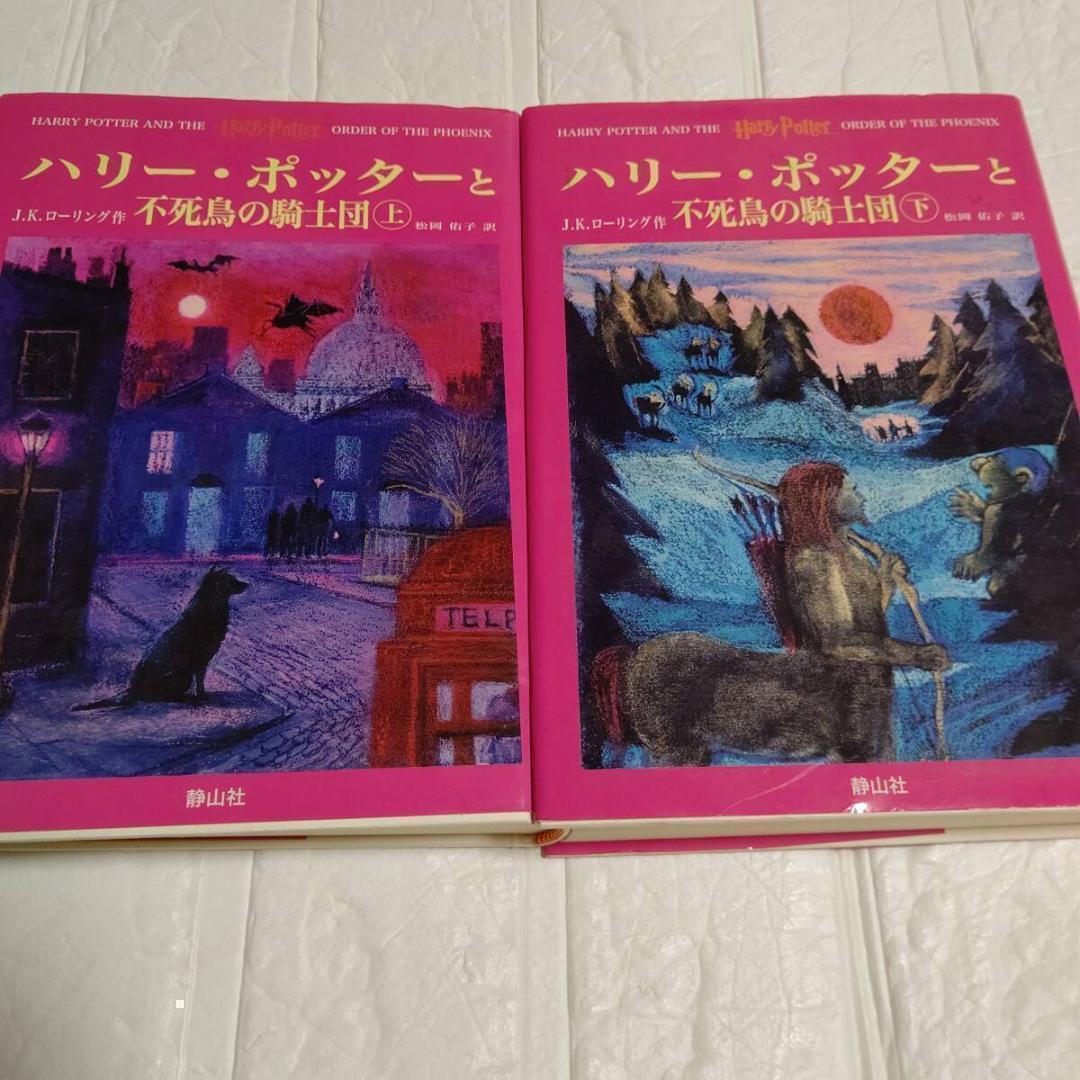 HARRY POTTER AND THE Harry Potter ORDER OF THE PHOENIX
ハリー・ポッターと
J.K.ローリング作 不死鳥の騎士団 上 松岡 佑子 訳
TELEP
静山社
HARRY POTTER AND THE Harry Potter ORDER OF THE PHOENIX
ハリー・ポッターと
J.K.ローリング作 不死鳥の騎士団 下 松岡 佑子 訳
静山社